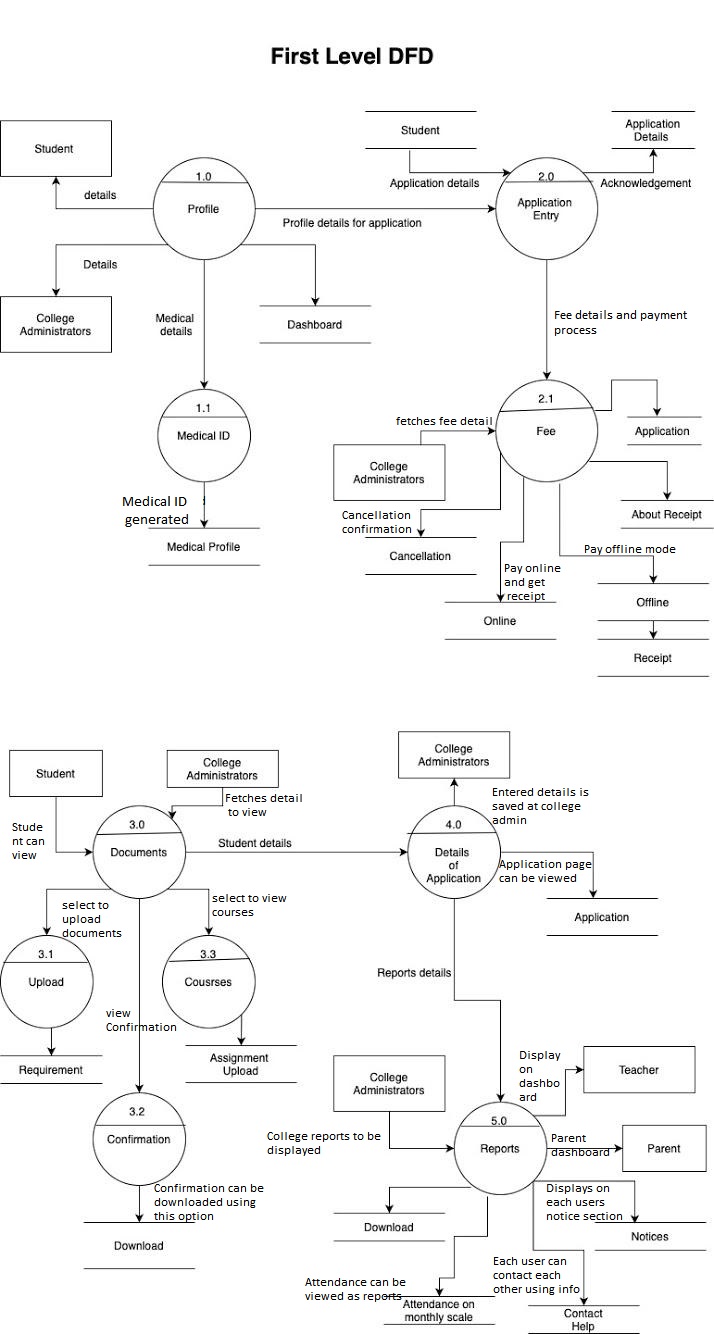 First Level DFD
Student
details
1.0
Profile
Student
Application details
2.0
Application
Entry
Application
Details
Acknowledgement
Profile details for application
Details
College
Administrators
Medical
details
Dashboard
Fee details and payment
process
1.1
Medical ID
Medical ID
generated
Medical Profile
2.1
Fee
fetches fee detail
College
Administrators
Application
About Receipt
Cancellation
confirmation
Cancellation
Pay online
and get
receipt
Online
Pay offline mode
Offline
Receipt
Student
College
Administrators
Fetches detail
to view
Stude
nt can
view
3.0
Documents
Student details
College
Administrators
Entered details is
saved at college
admin
4.0
Details
of
Application
Application page
can be viewed
Application
select to
upload
documents
select to view
courses
3.1
Upload
3.3
Cousrses
view
Confirmation
Requirement
Assignment
Upload
Reports details
3.2
Confirmation
Confirmation can be
downloaded using
this option
Download
College
Administrators
College reports to be
displayed
5.0
Reports
Display
on
dashbo
ard
Teacher
Parent
dashboard
Parent
Displays on
each users
notice section
Notices
Download
Attendance can be
viewed as reports
Attendance on
monthly scale
Each user can
contact each
other using info
Contact
Help